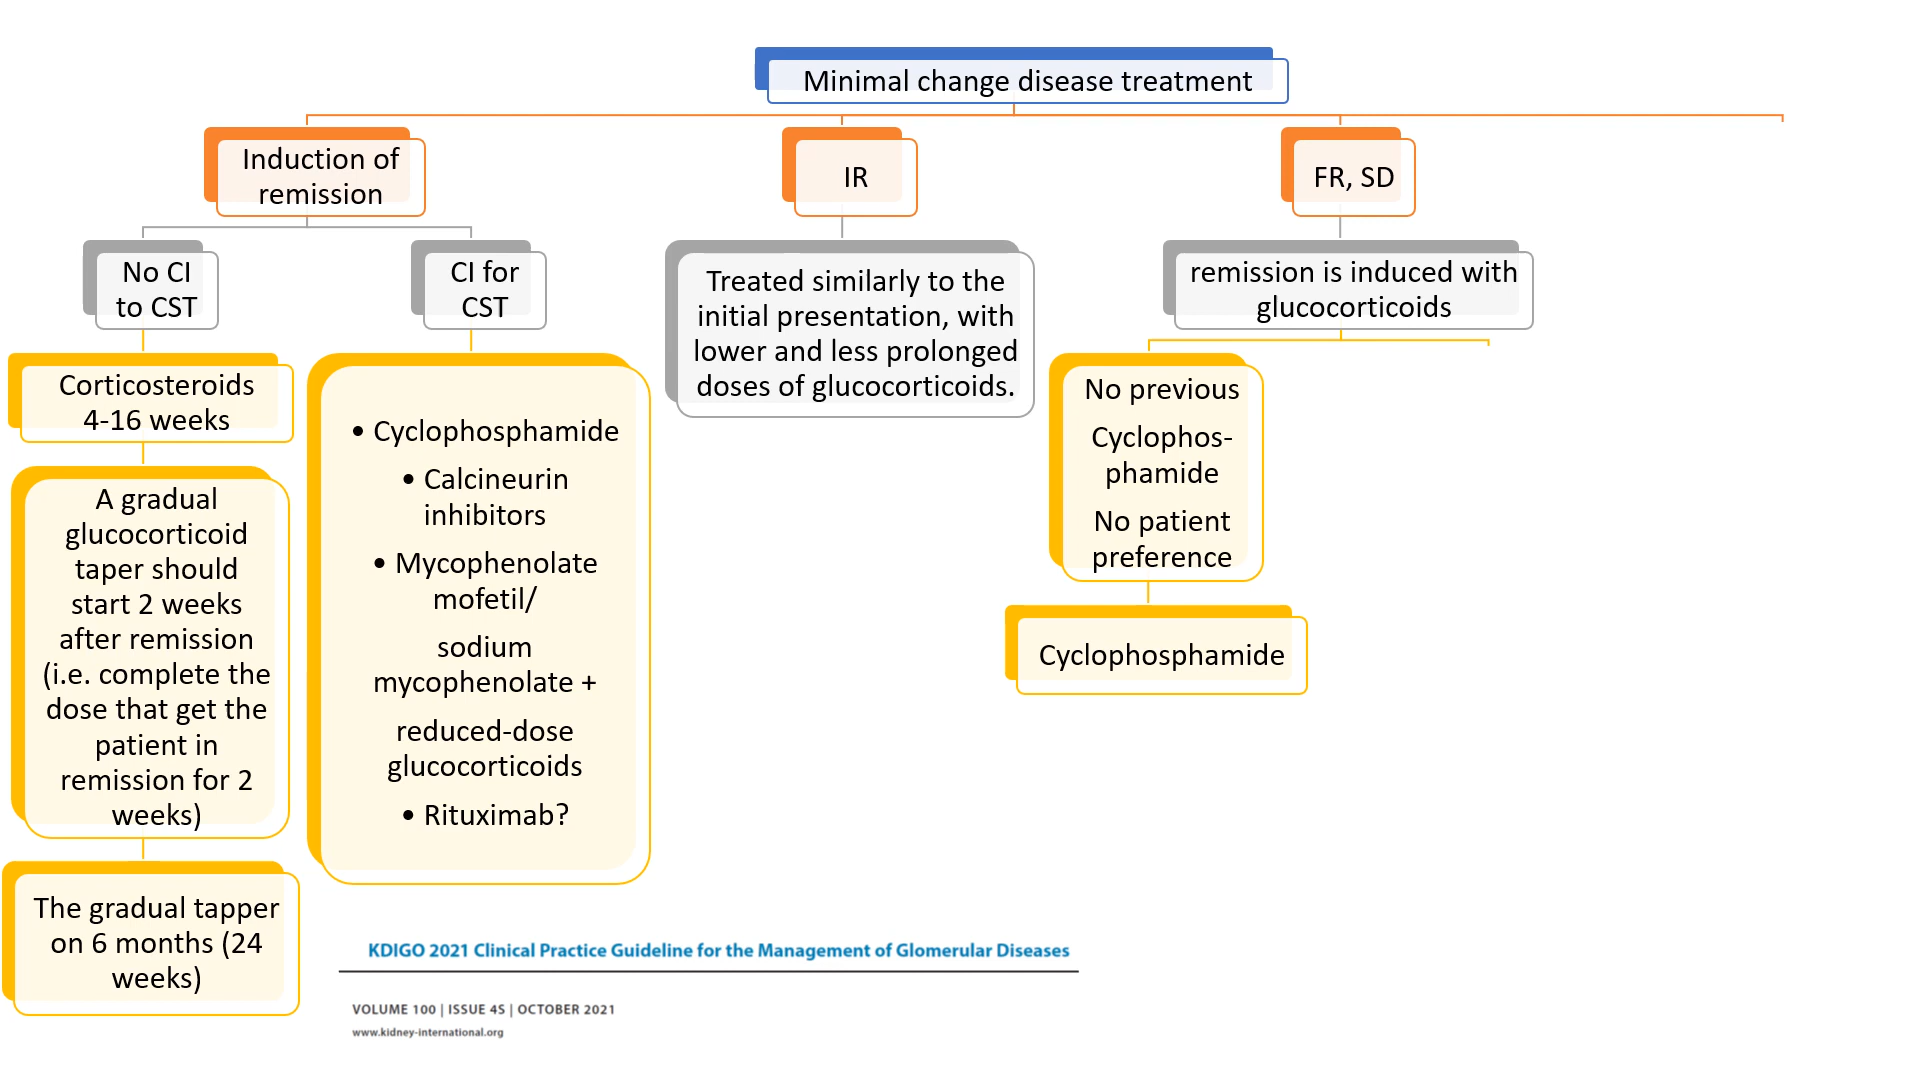 Minimal change disease treatment
Induction of
remission
IR
FR, SD
No CI
to CST
CI for
CST
Treated similarly to the
initial presentation, with
lower and less prolonged
doses of glucocorticoids.
remission is induced with
glucocorticoids
Corticosteroids
4-16 weeks
A gradual
glucocorticoid
taper should
start 2 weeks
after remission
(i.e. complete the
dose that get the
patient in
remission for 2
weeks)
The gradual tapper
on 6 months (24
weeks)
• Cyclophosphamide
• Calcineurin
inhibitors
• Mycophenolate
mofetil/
sodium
mycophenolate +
reduced-dose
glucocorticoids
• Rituximab?
No previous
Cyclophos-
phamide
No patient
preference
Cyclophosphamide
KDIGO 2021 Clinical Practice Guideline for the Management of Glomerular Diseases
VOLUME 100 | ISSUE 4S | OCTOBER 2021
www.kidney-international.org